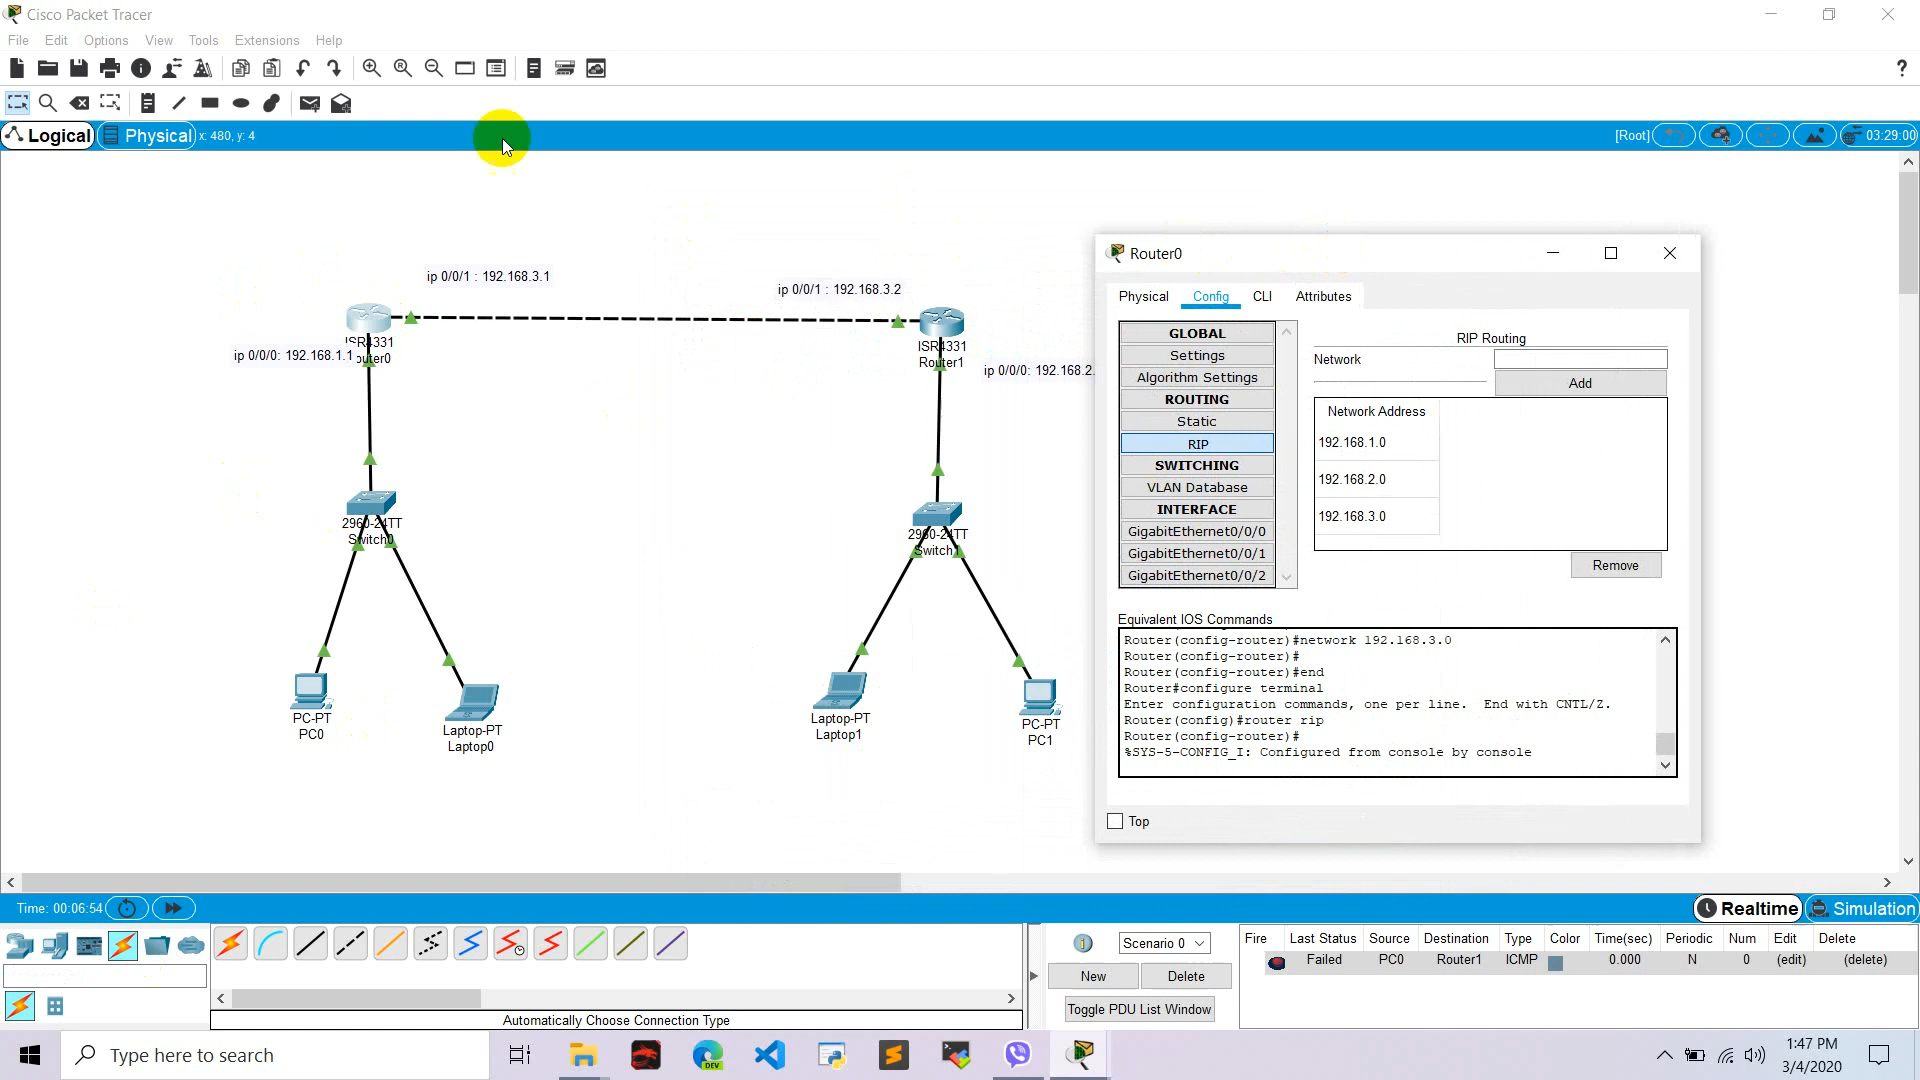 Cisco Packet Tracer
File Edit Options View Tools Extensions Help
Logical Physical x: 480, y: 4 [Root] 03:29:00
ip 0/0/1 : 192.168.3.1
ip 0/0/1 : 192.168.3.2
ISR4331
ip 0/0/0: 192.168.1.1 outer0
ISR4331
Router1
ip 0/0/0: 192.168.2.
2960-24TT
Switch0
2960-24TT
Switch1
PC-PT
PC0
Laptop-PT
Laptop0
Laptop-PT
Laptop1
PC-PT
PC1
Router0
Physical Config CLI Attributes
GLOBAL
Settings
Algorithm Settings
ROUTING
Static
RIP
SWITCHING
VLAN Database
INTERFACE
GigabitEthernet0/0/0
GigabitEthernet0/0/1
GigabitEthernet0/0/2
RIP Routing
Network
Add
Network Address
192.168.1.0
192.168.2.0
192.168.3.0
Remove
Equivalent IOS Commands
Router(config-router)#network 192.168.3.0
Router(config-router)#
Router(config-router)#end
Router#configure terminal
Enter configuration commands, one per line. End with CNTL/Z.
Router(config)#router rip
Router(config-router)#
%SYS-5-CONFIG_I: Configured from console by console
Top
Time: 00:06:54
Realtime Simulation
Scenario 0
New Delete
Toggle PDU List Window
Fire Last Status Source Destination Type Color Time(sec) Periodic Num Edit Delete
Failed PC0 Router1 ICMP 0.000 N 0 (edit) (delete)
Automatically Choose Connection Type
Type here to search
DEV
1:47 PM
3/4/2020